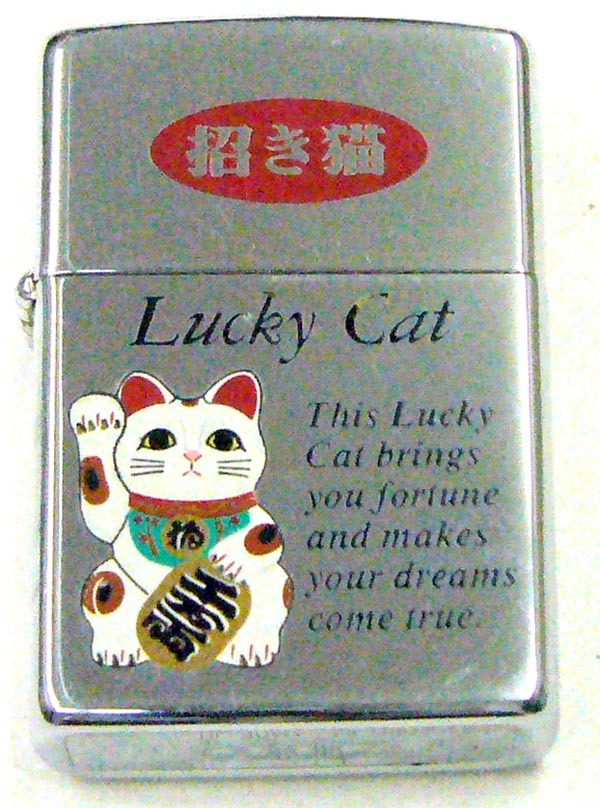 招き猫
Lucky Cat
This Lucky
Cat brings
you fortune
and makes
your dreams
come true.